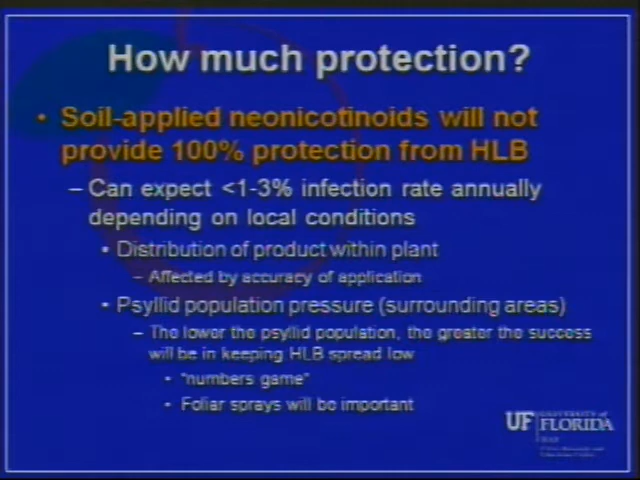 How much protection?
• Soil-applied neonicotinoids will not
provide 100% protection from HLB
– Can expect <1-3% infection rate annually
depending on local conditions
• Distribution of product within plant
– Affected by accuracy of application
• Psyllid population pressure (surrounding areas)
– The lower the psyllid population, the greater the success
will be in keeping HLB spread low
• "numbers game"
• Foliar sprays will be important
UF UNIVERSITY of
FLORIDA